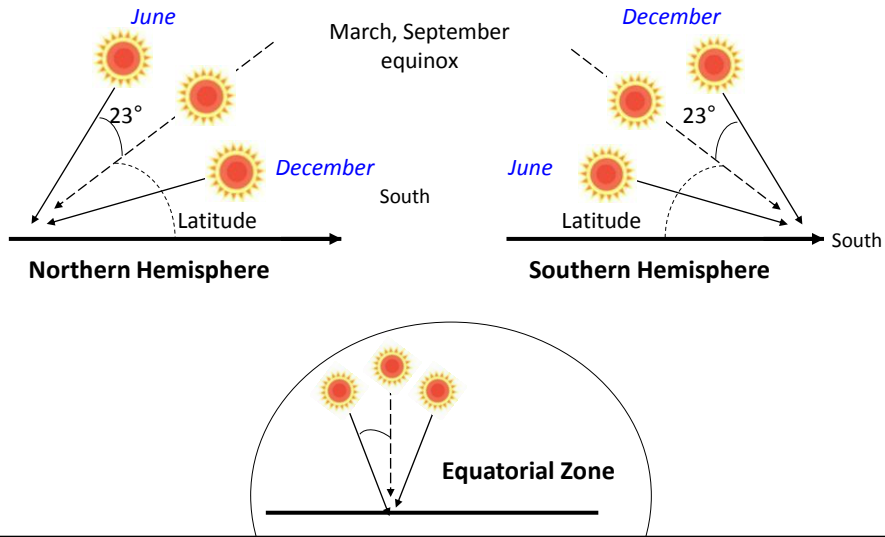 June
March, September
equinox
December
23°
23°
December
June
South
Latitude
Latitude
South
Northern Hemisphere
Southern Hemisphere
Equatorial Zone